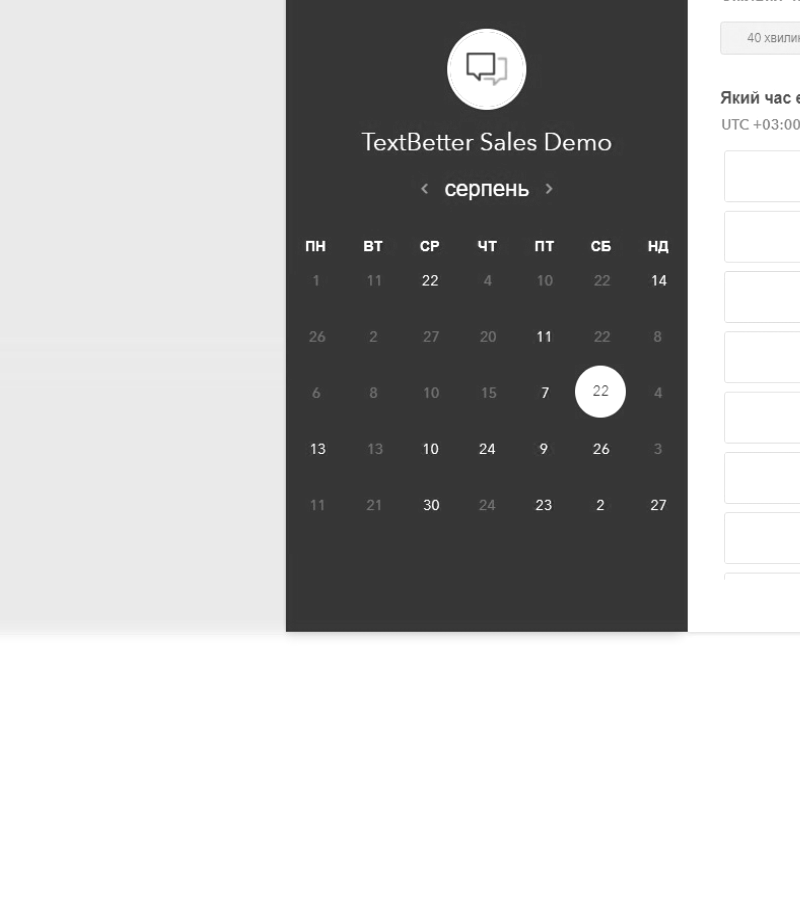 40 хвилин
TextBetter Sales Demo
серпень
Який час
UTC +03:00
ПН ВТ СР ЧТ ПТ СБ НД
1 11 22 4 10 22 14
26 2 27 20 11 22 8
6 8 10 15 7 22 4
13 13 10 24 9 26 3
11 21 30 24 23 2 27